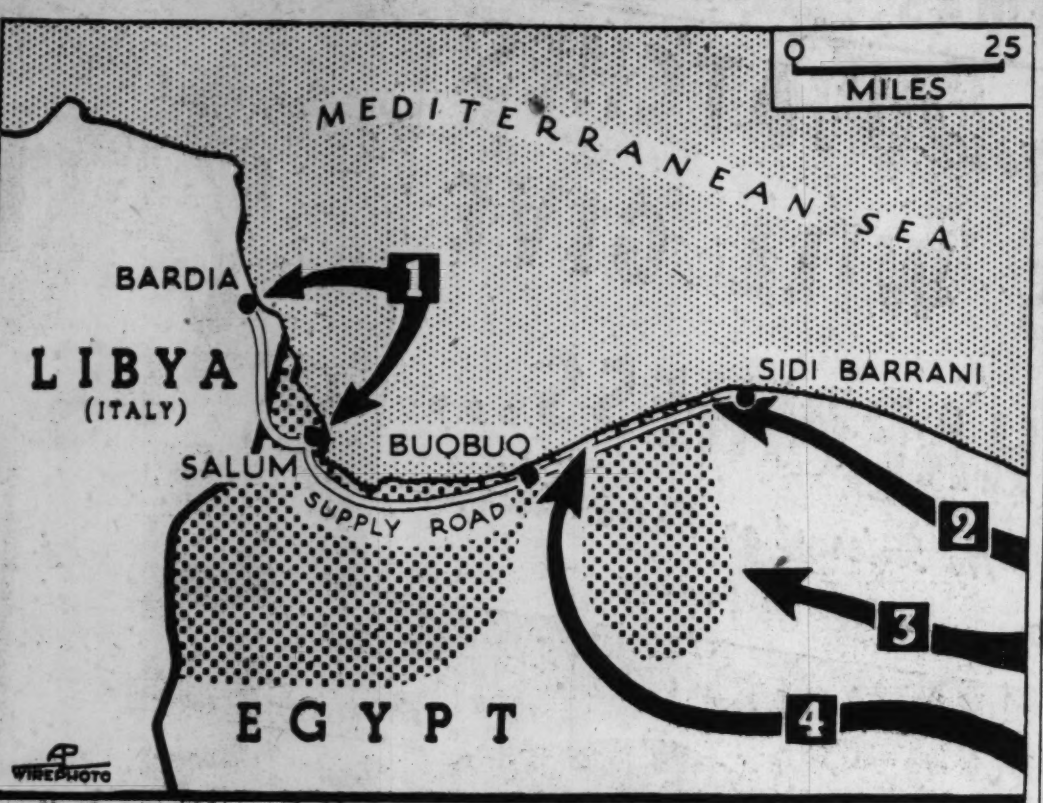 0 25
MILES
MEDITERRANEAN SEA
1
BARDIA
LIBYA
(ITALY)
SIDI BARRANI
BUQBUQ
SALUM
SUPPLY ROAD
2
3
4
EGYPT
AP
WIREPHOTO